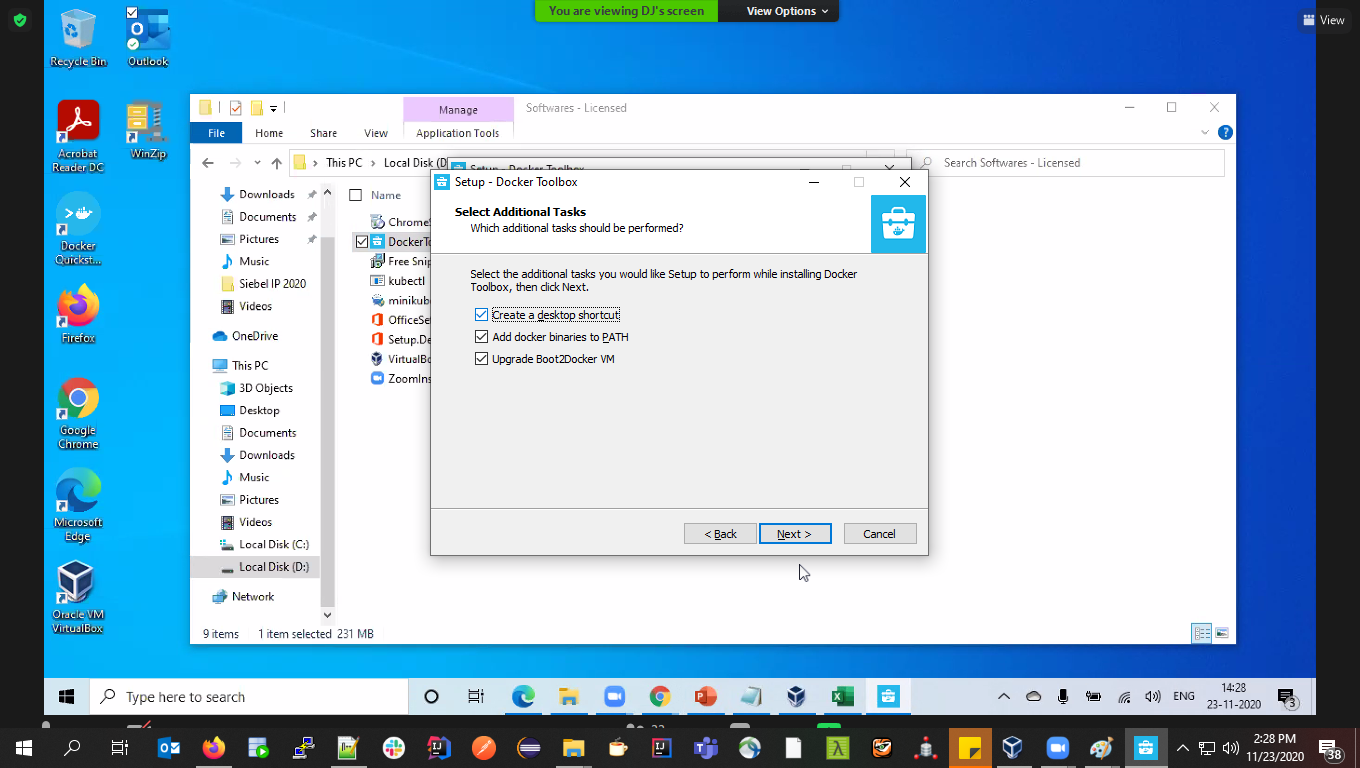 You are viewing DJ's screen
View Options
View
Recycle Bin
Outlook
Acrobat
Reader DC
WinZip
Docker
Quickst...
Firefox
Google
Chrome
Microsoft
Edge
Oracle VM
VirtualBox
Manage
Softwares - Licensed
File
Home
Share
View
Application Tools
This PC
Local Disk (D
Search Softwares - Licensed
Downloads
Documents
Pictures
Music
Siebel IP 2020
Videos
OneDrive
This PC
3D Objects
Desktop
Documents
Downloads
Music
Pictures
Videos
Local Disk (C:)
Local Disk (D:)
Network
Name
Chrome
DockerTo
Free Snip
kubectl
minikub
OfficeSet
Setup.De
VirtualBo
ZoomIns
9 items
1 item selected 231 MB
Setup - Docker Toolbox
Setup - Docker Toolbox
Select Additional Tasks
Which additional tasks should be performed?
Select the additional tasks you would like Setup to perform while installing Docker
Toolbox, then click Next.
Create a desktop shortcut
Add docker binaries to PATH
Upgrade Boot2Docker VM
< Back
Next >
Cancel
Type here to search
ENG
14:28
23-11-2020
3
2:28 PM
11/23/2020
38